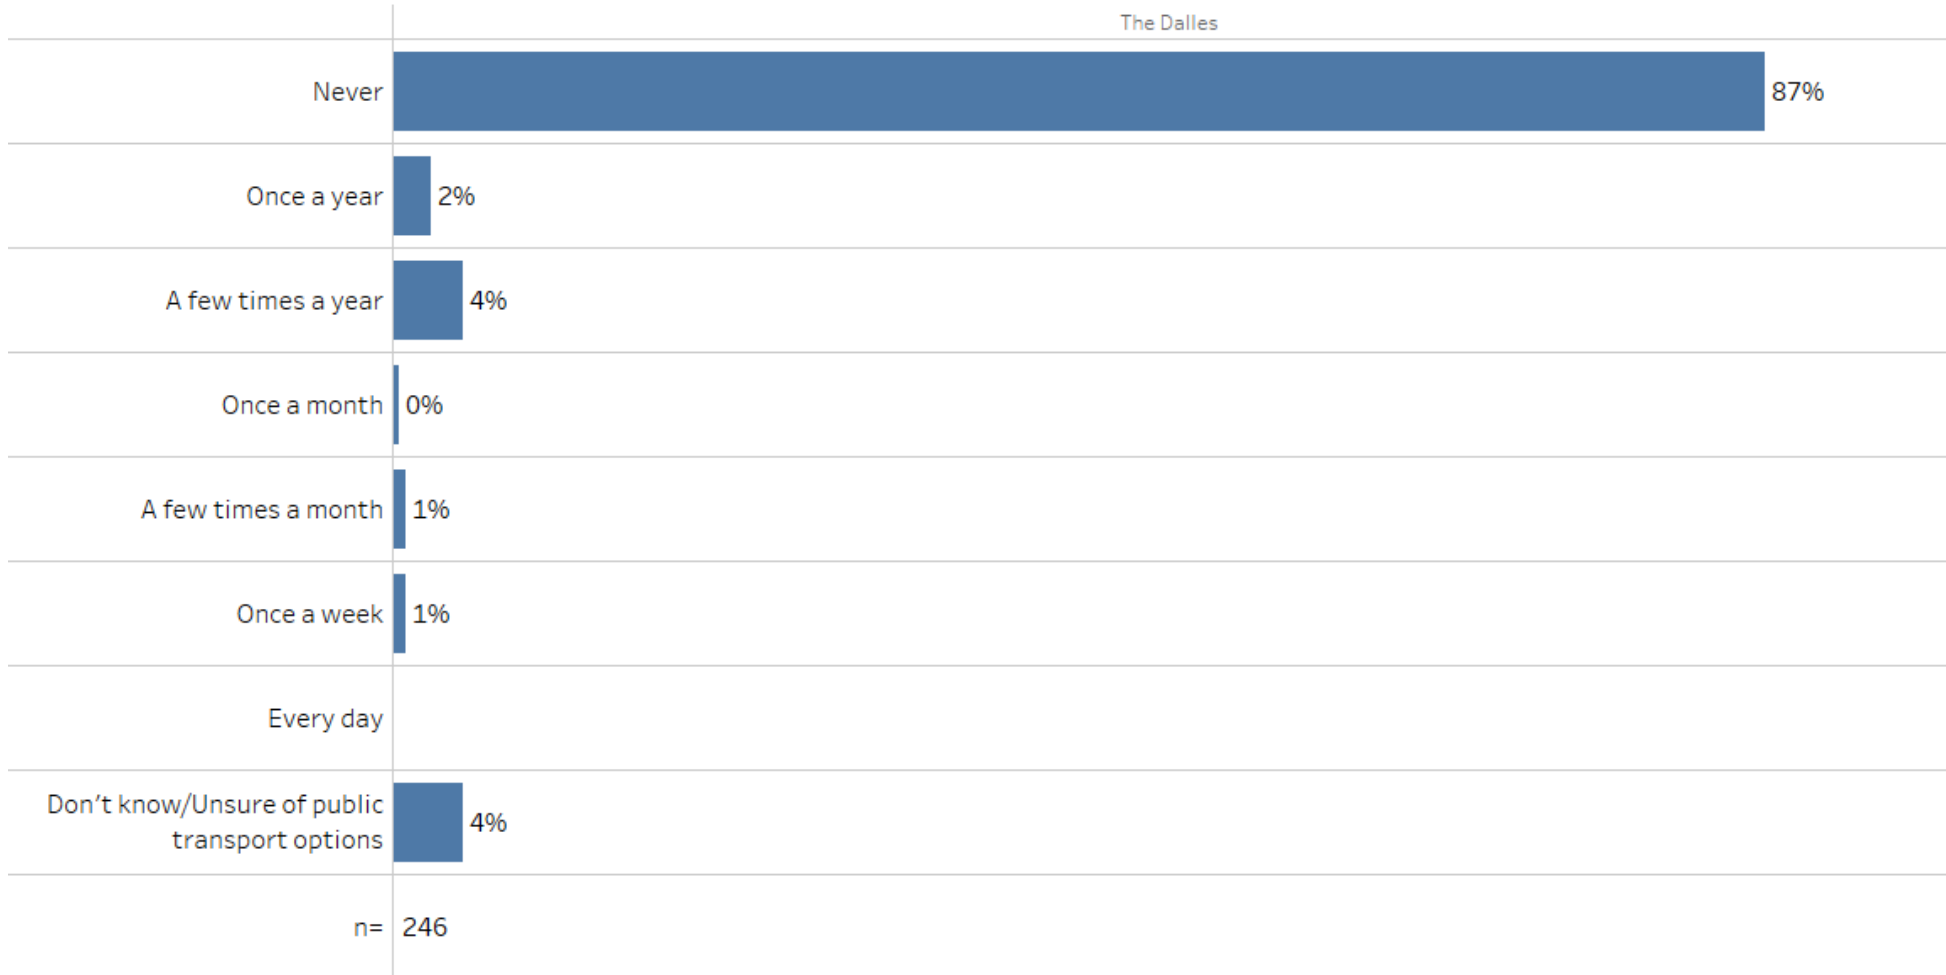 The Dalles
Never 87%
Once a year 2%
A few times a year 4%
Once a month 0%
A few times a month 1%
Once a week 1%
Every day
Don’t know/Unsure of public
transport options 4%
n= 246